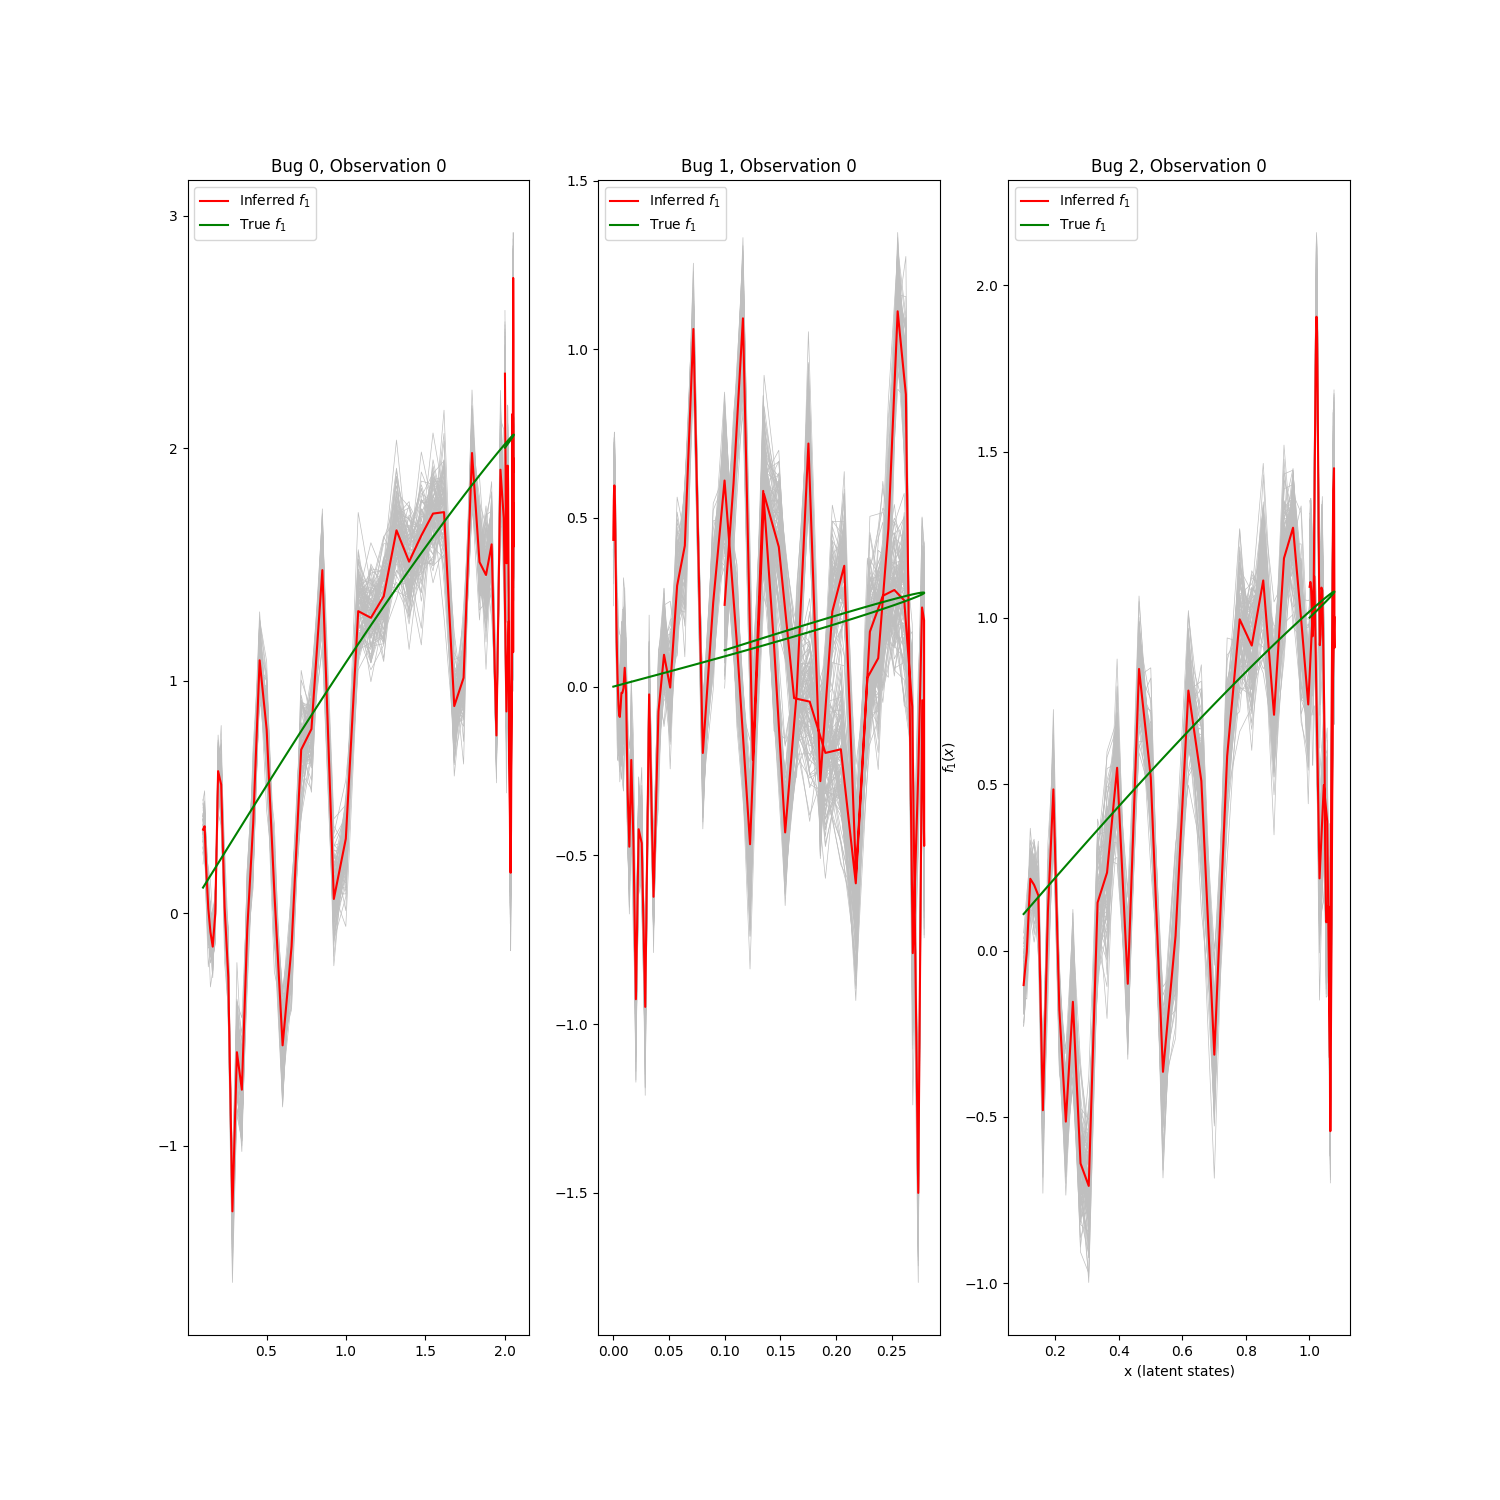 Bug 0, Observation 0
Inferred f₁
True f₁
3
2
1
0
−1
0.5 1.0 1.5 2.0
Bug 1, Observation 0
Inferred f₁
True f₁
1.5
1.0
0.5
0.0
−0.5
−1.0
−1.5
0.00 0.05 0.10 0.15 0.20 0.25
Bug 2, Observation 0
Inferred f₁
True f₁
f₁(x)
2.0
1.5
1.0
0.5
0.0
−0.5
−1.0
0.2 0.4 0.6 0.8 1.0
x (latent states)